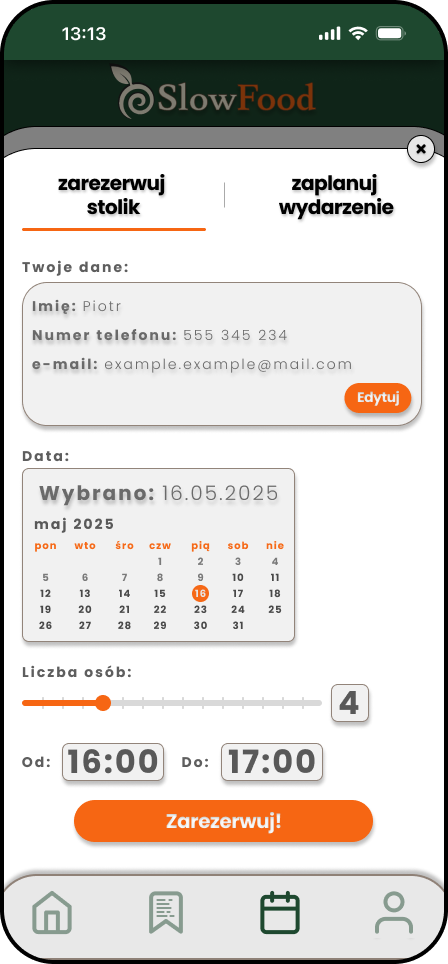 13:13
SlowFood
zarezerwuj
stolik
zaplanuj
wydarzenie
Twoje dane:
Imię: Piotr
Numer telefonu: 555 345 234
e-mail: example.example@mail.com
Edytuj
Data:
Wybrano: 16.05.2025
maj 2025
pon wto śro czw pią sob nie
1 2 3 4
5 6 7 8 9 10 11
12 13 14 15 16 17 18
19 20 21 22 23 24 25
26 27 28 29 30 31
Liczba osób:
4
Od: 16:00 Do: 17:00
Zarezerwuj!